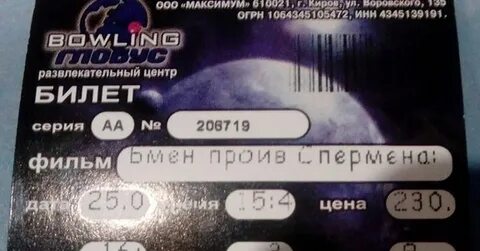 ООО "МАКСИМУМ" 610021, г. Киров, ул. Воровского, 135
ОГРН 1064345105472, ИНН 4345139191.
BOWLING
ГЛОБУС
развлекательный центр
БИЛЕТ
серия АА № 206719
фильм Бмен проив Спермена:
дата 25.0 время 15:4 цена 230.